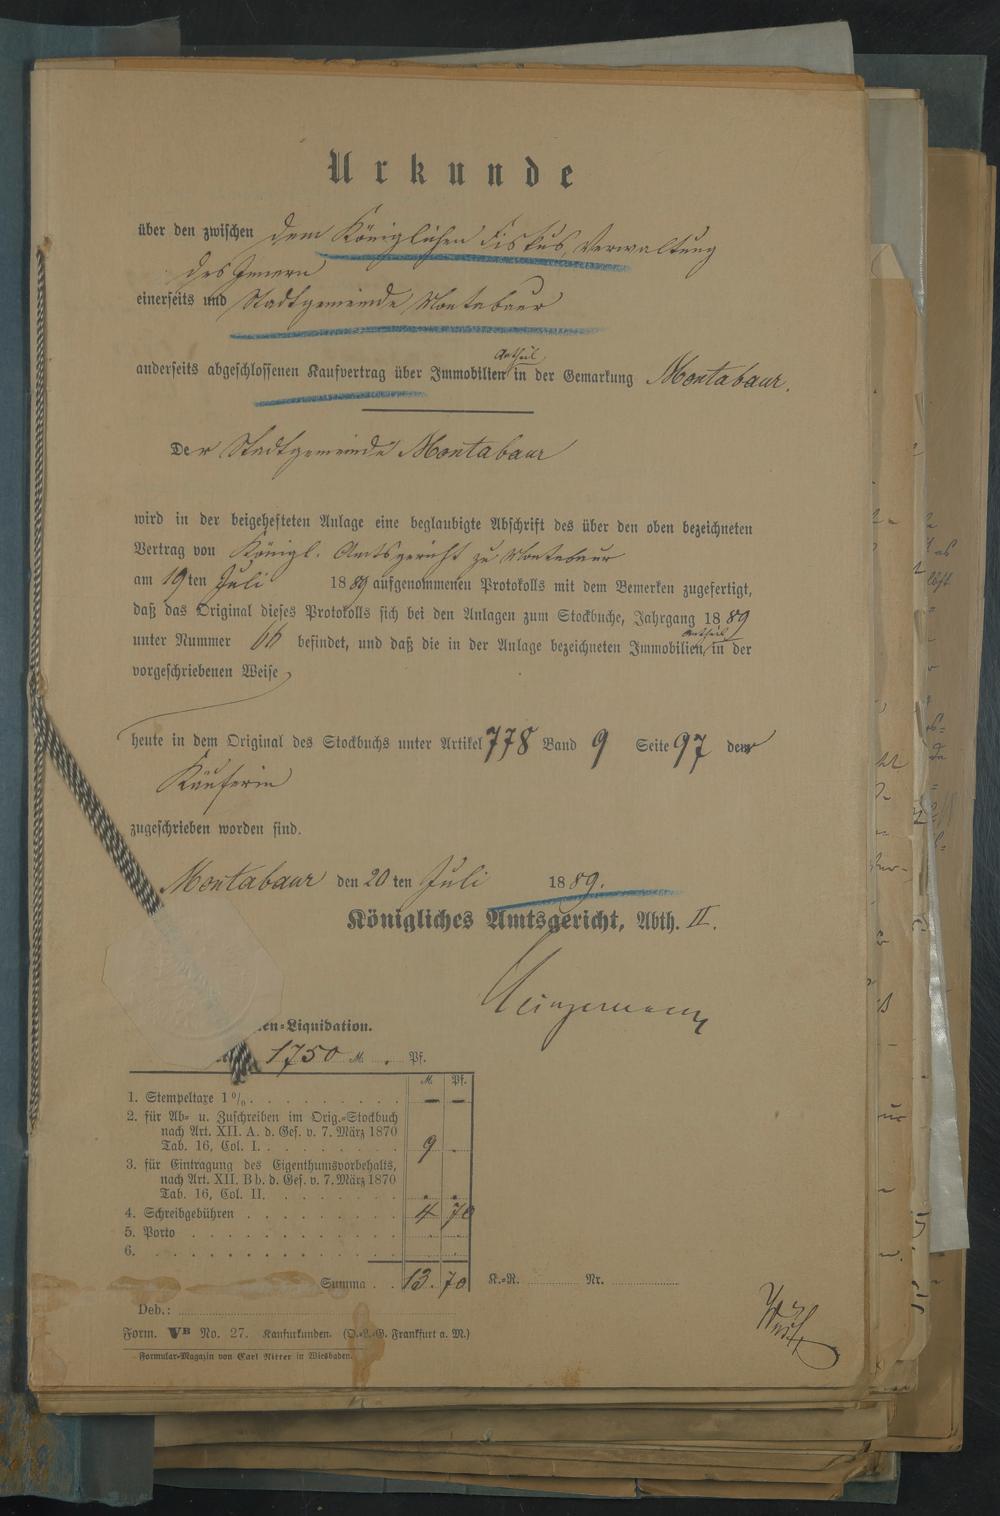 Urkunde
über den zwischen dem Königlichen Fiskus, Verwaltung
des Innern
einerseits und Stadtgemeinde Montabaur
Antheil
anderseits abgeschlossenen Kaufvertrag über Immobilien in der Gemarkung Montabaur.
Der Stadtgemeinde Montabaur
wird in der beigehefteten Anlage eine beglaubigte Abschrift des über den oben bezeichneten
Vertrag von Königl. Amtsgericht zu Montabaur
am 19ten Juli 1889 aufgenommenen Protokolls mit dem Bemerken zugefertigt,
daß das Original dieses Protokolls sich bei den Anlagen zum Stockbuche, Jahrgang 1889
Antheil
unter Nummer 66 befindet, und daß die in der Anlage bezeichneten Immobilien in der
vorgeschriebenen Weise
heute in dem Original des Stockbuchs unter Artikel 778 Band 9 Seite 97 der
Käuferin
zugeschrieben worden sind.
Montabaur den 20ten Juli 1889.
Königliches Amtsgericht, Abth. II.
en-Liquidation.
1750 M. . Pf.
M. Pf.
1. Stempeltaxe 1% . . . — —
2. für Ab- u. Zuschreiben im Orig.-Stockbuch
nach Art. XII. A. d. Ges. v. 7. März 1870
Tab. 16, Col. I. . . . 9 .
3. für Eintragung des Eigenthumsvorbehalts,
nach Art. XII. B b. d. Ges. v. 7. März 1870
Tab. 16, Col. II. . . . . .
4. Schreibgebühren . . . 4 70
5. Porto . . .
6. . . .
Summa . . 13. 70 K.-R. Nr.
Deb.:
Form. VB No. 27. Kaufurkunden. (O.-L.-G. Frankfurt a. M.)
Formular-Magazin von Carl Ritter in Wiesbaden.